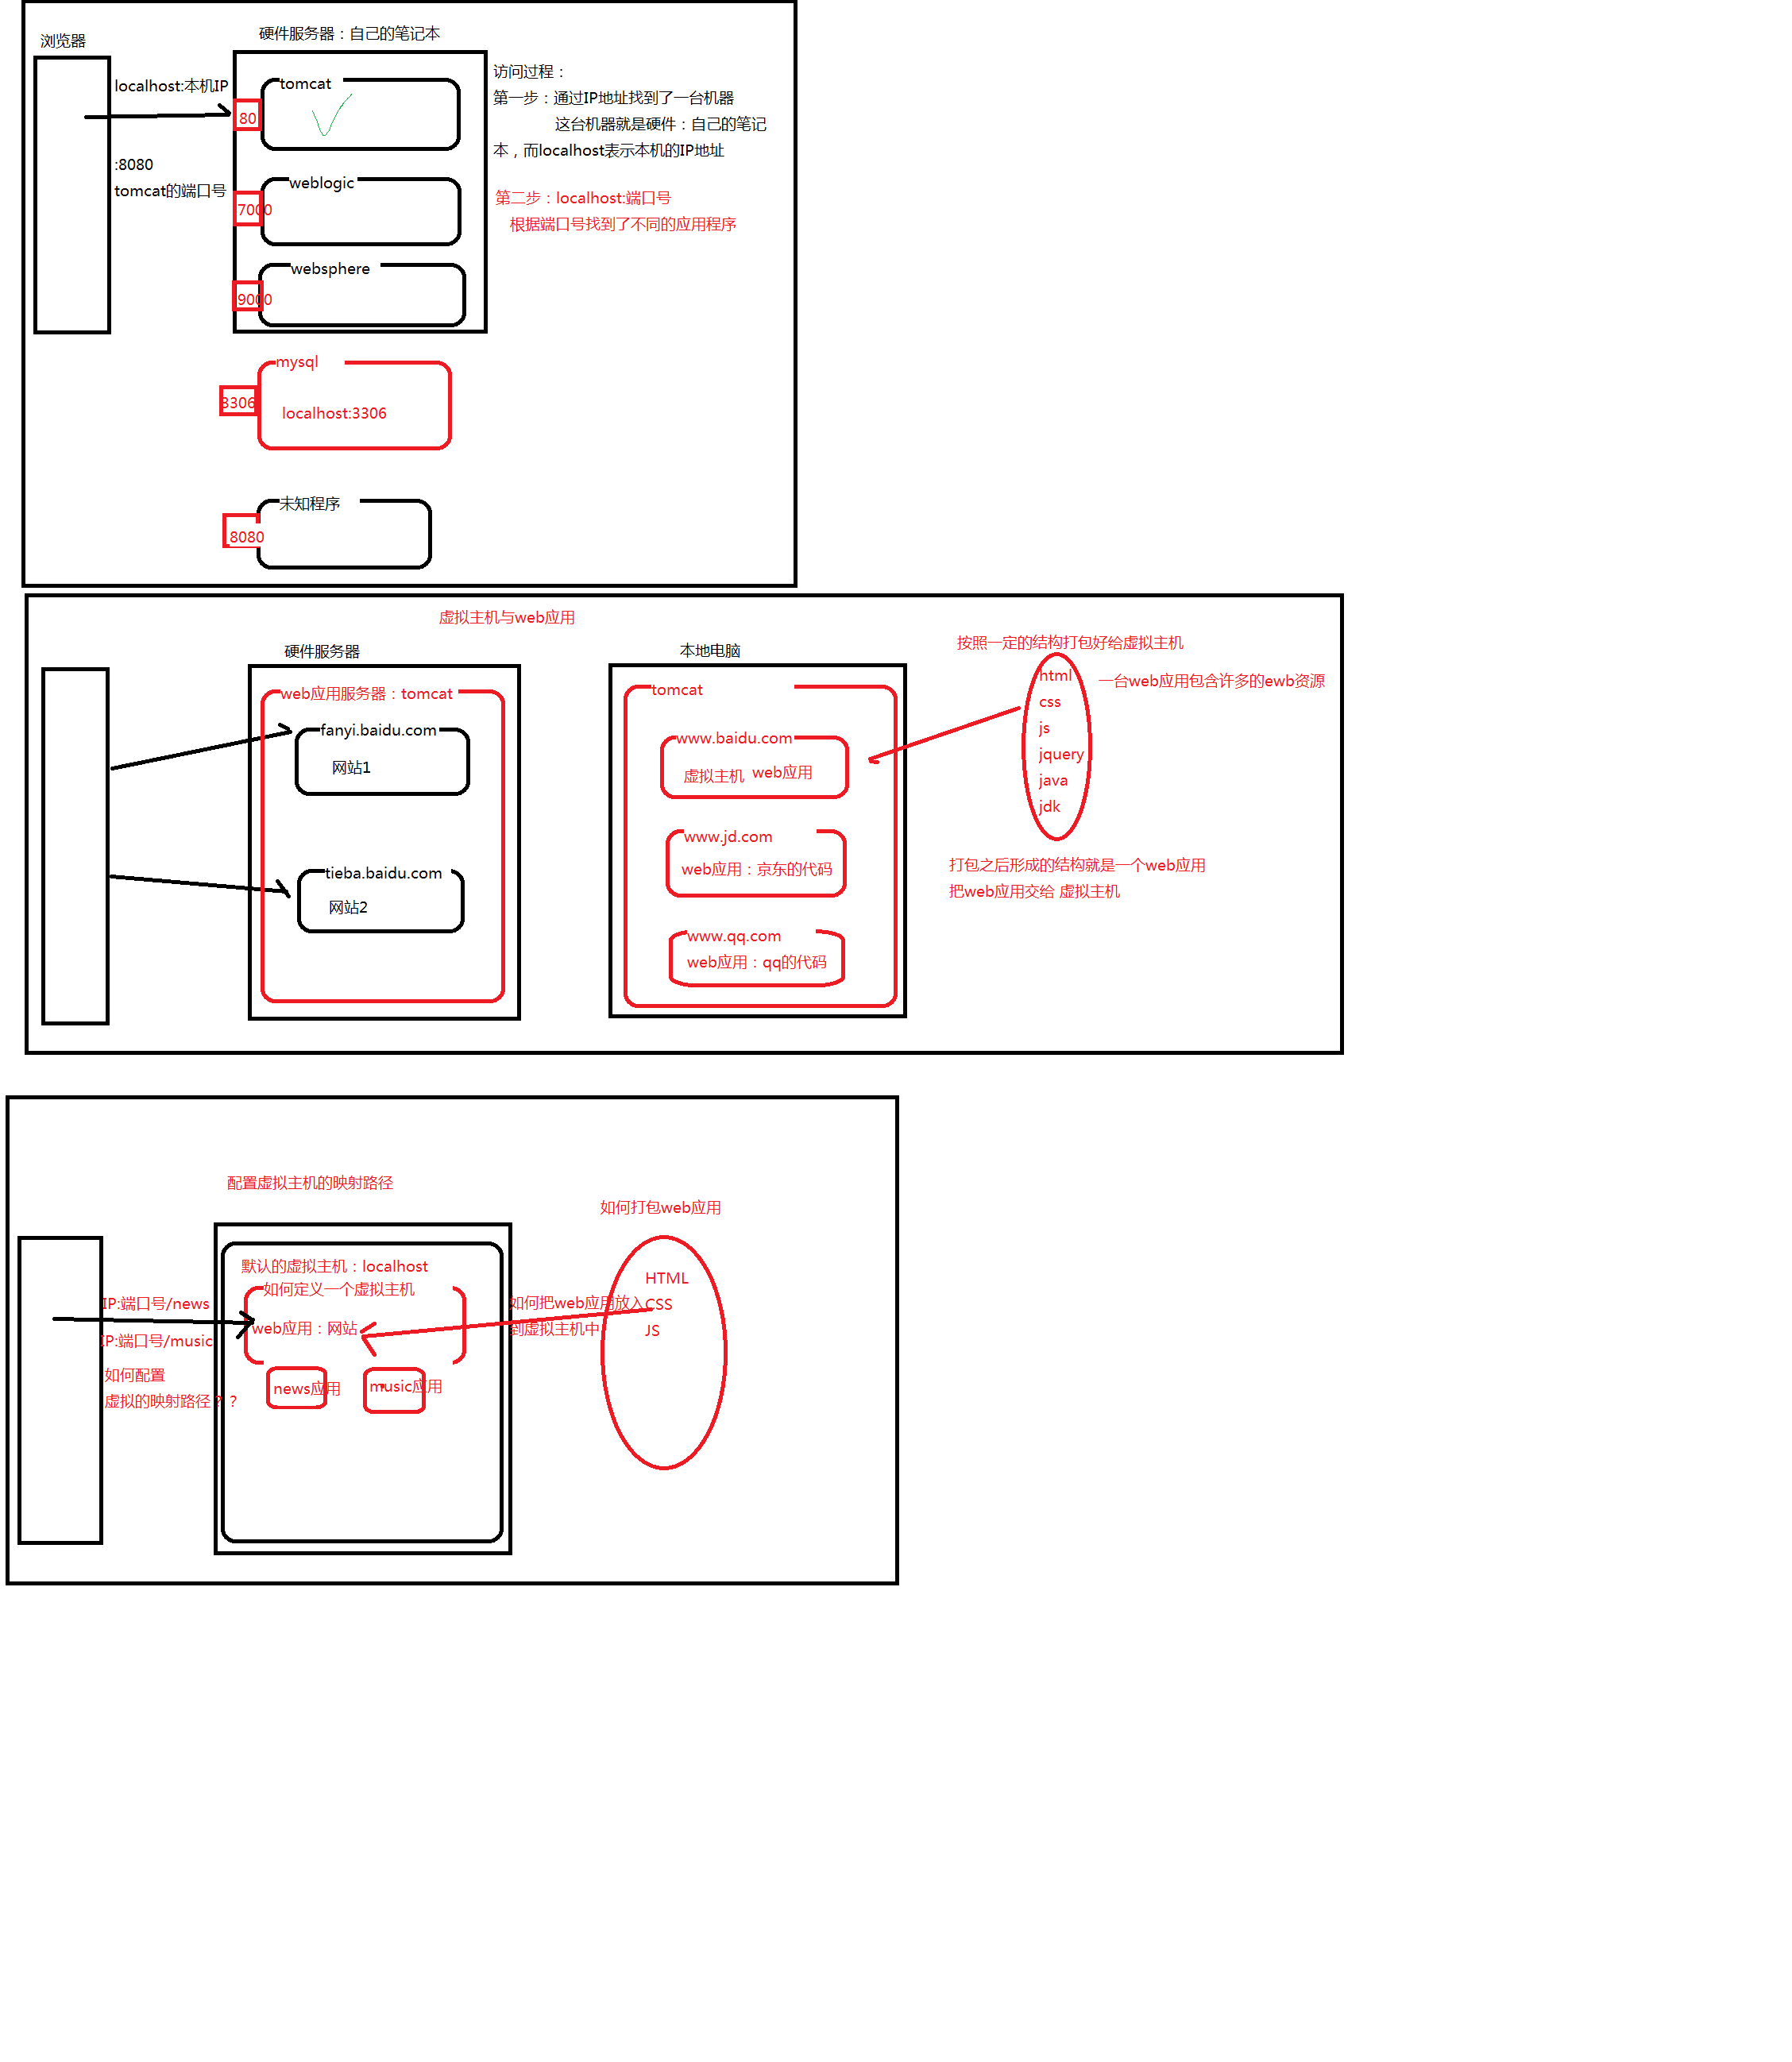 浏览器
硬件服务器：自己的笔记本
localhost:本机IP
:8080
tomcat的端口号
tomcat
80
weblogic
7000
websphere
9000
访问过程：
第一步：通过IP地址找到了一台机器
这台机器就是硬件：自己的笔记
本，而localhost表示本机的IP地址
第二步：localhost:端口号
根据端口号找到了不同的应用程序
mysql
3306
localhost:3306
未知程序
8080
虚拟主机与web应用
硬件服务器
web应用服务器：tomcat
fanyi.baidu.com
网站1
tieba.baidu.com
网站2
本地电脑
tomcat
www.baidu.com
虚拟主机 web应用
www.jd.com
web应用：京东的代码
www.qq.com
web应用：qq的代码
按照一定的结构打包好给虚拟主机
html
css
js
jquery
java
jdk
一台web应用包含许多的ewb资源
打包之后形成的结构就是一个web应用
把web应用交给 虚拟主机
配置虚拟主机的映射路径
IP:端口号/news
IP:端口号/music
如何配置
虚拟的映射路径？？
默认的虚拟主机：localhost
如何定义一个虚拟主机
web应用：网站
news应用
music应用
如何把web应用放入
到虚拟主机中
如何打包web应用
HTML
CSS
JS